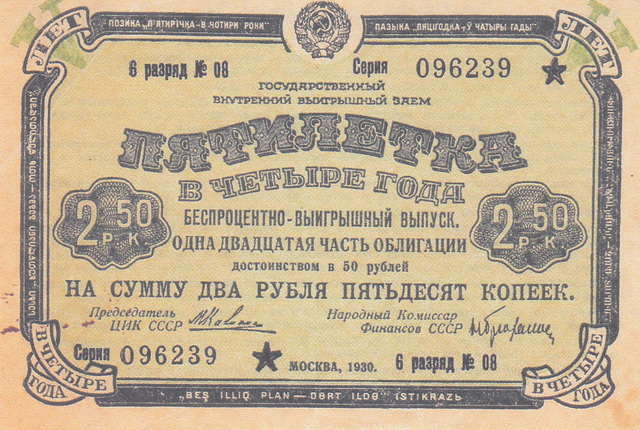 ПОЗИКА „П'ЯТИРІЧКА - В ЧОТИРИ РОКИ"
ПАЗЫКА „ПЯЦІГОДКА - Ў ЧАТЫРЫ ГАДЫ"
ЛЕТ
ЛЕТ
6 разряд № 08
Серия 096239
ГОСУДАРСТВЕННЫЙ
ВНУТРЕННИЙ ВЫИГРЫШНЫЙ ЗАЕМ
ПЯТИЛЕТКА
В ЧЕТЫРЕ ГОДА
БЕСПРОЦЕНТНО-ВЫИГРЫШНЫЙ ВЫПУСК.
2 Р. 50 К.
2 Р. 50 К.
ОДНА ДВАДЦАТАЯ ЧАСТЬ ОБЛИГАЦИИ
достоинством в 50 рублей
НА СУММУ ДВА РУБЛЯ ПЯТЬДЕСЯТ КОПЕЕК.
Председатель
ЦИК СССР
Народный Комиссар
Финансов СССР
Серия 096239
МОСКВА, 1930.
6 разряд № 08
В ЧЕТЫРЕ
ГОДА
В ЧЕТЫРЕ
ГОДА
„BEŞ ILLIQ PLAN — DƏRT ILDƏ" ISTIKRAZЬ